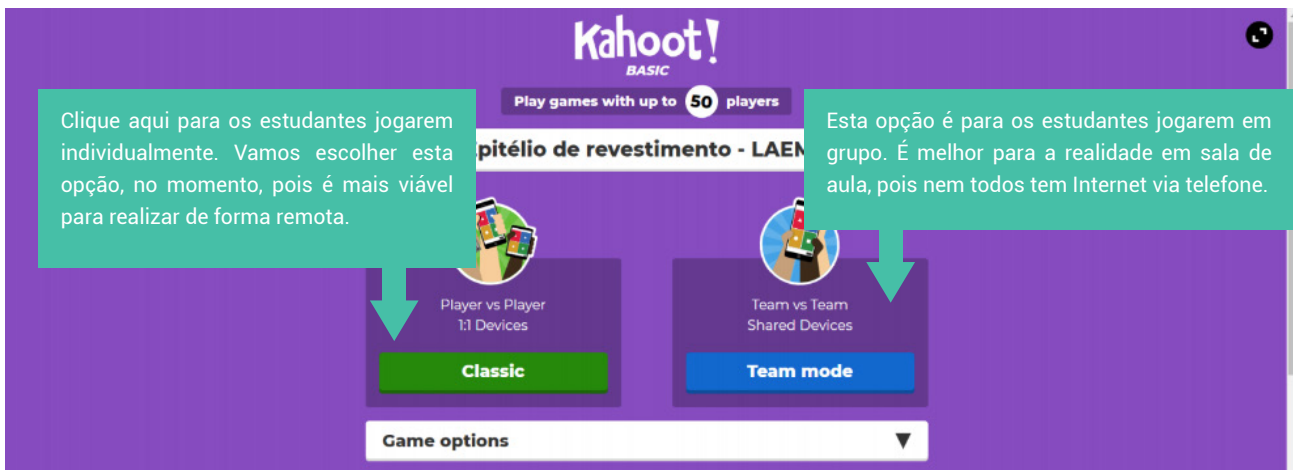 Kahoot!
BASIC
Play games with up to 50 players
Clique aqui para os estudantes jogarem
individualmente. Vamos escolher esta
opção, no momento, pois é mais viável
para realizar de forma remota.
Esta opção é para os estudantes jogarem em
grupo. É melhor para a realidade em sala de
aula, pois nem todos tem Internet via telefone.
pitélio de revestimento - LAEM
Player vs Player
1:1 Devices
Classic
Team vs Team
Shared Devices
Team mode
Game options